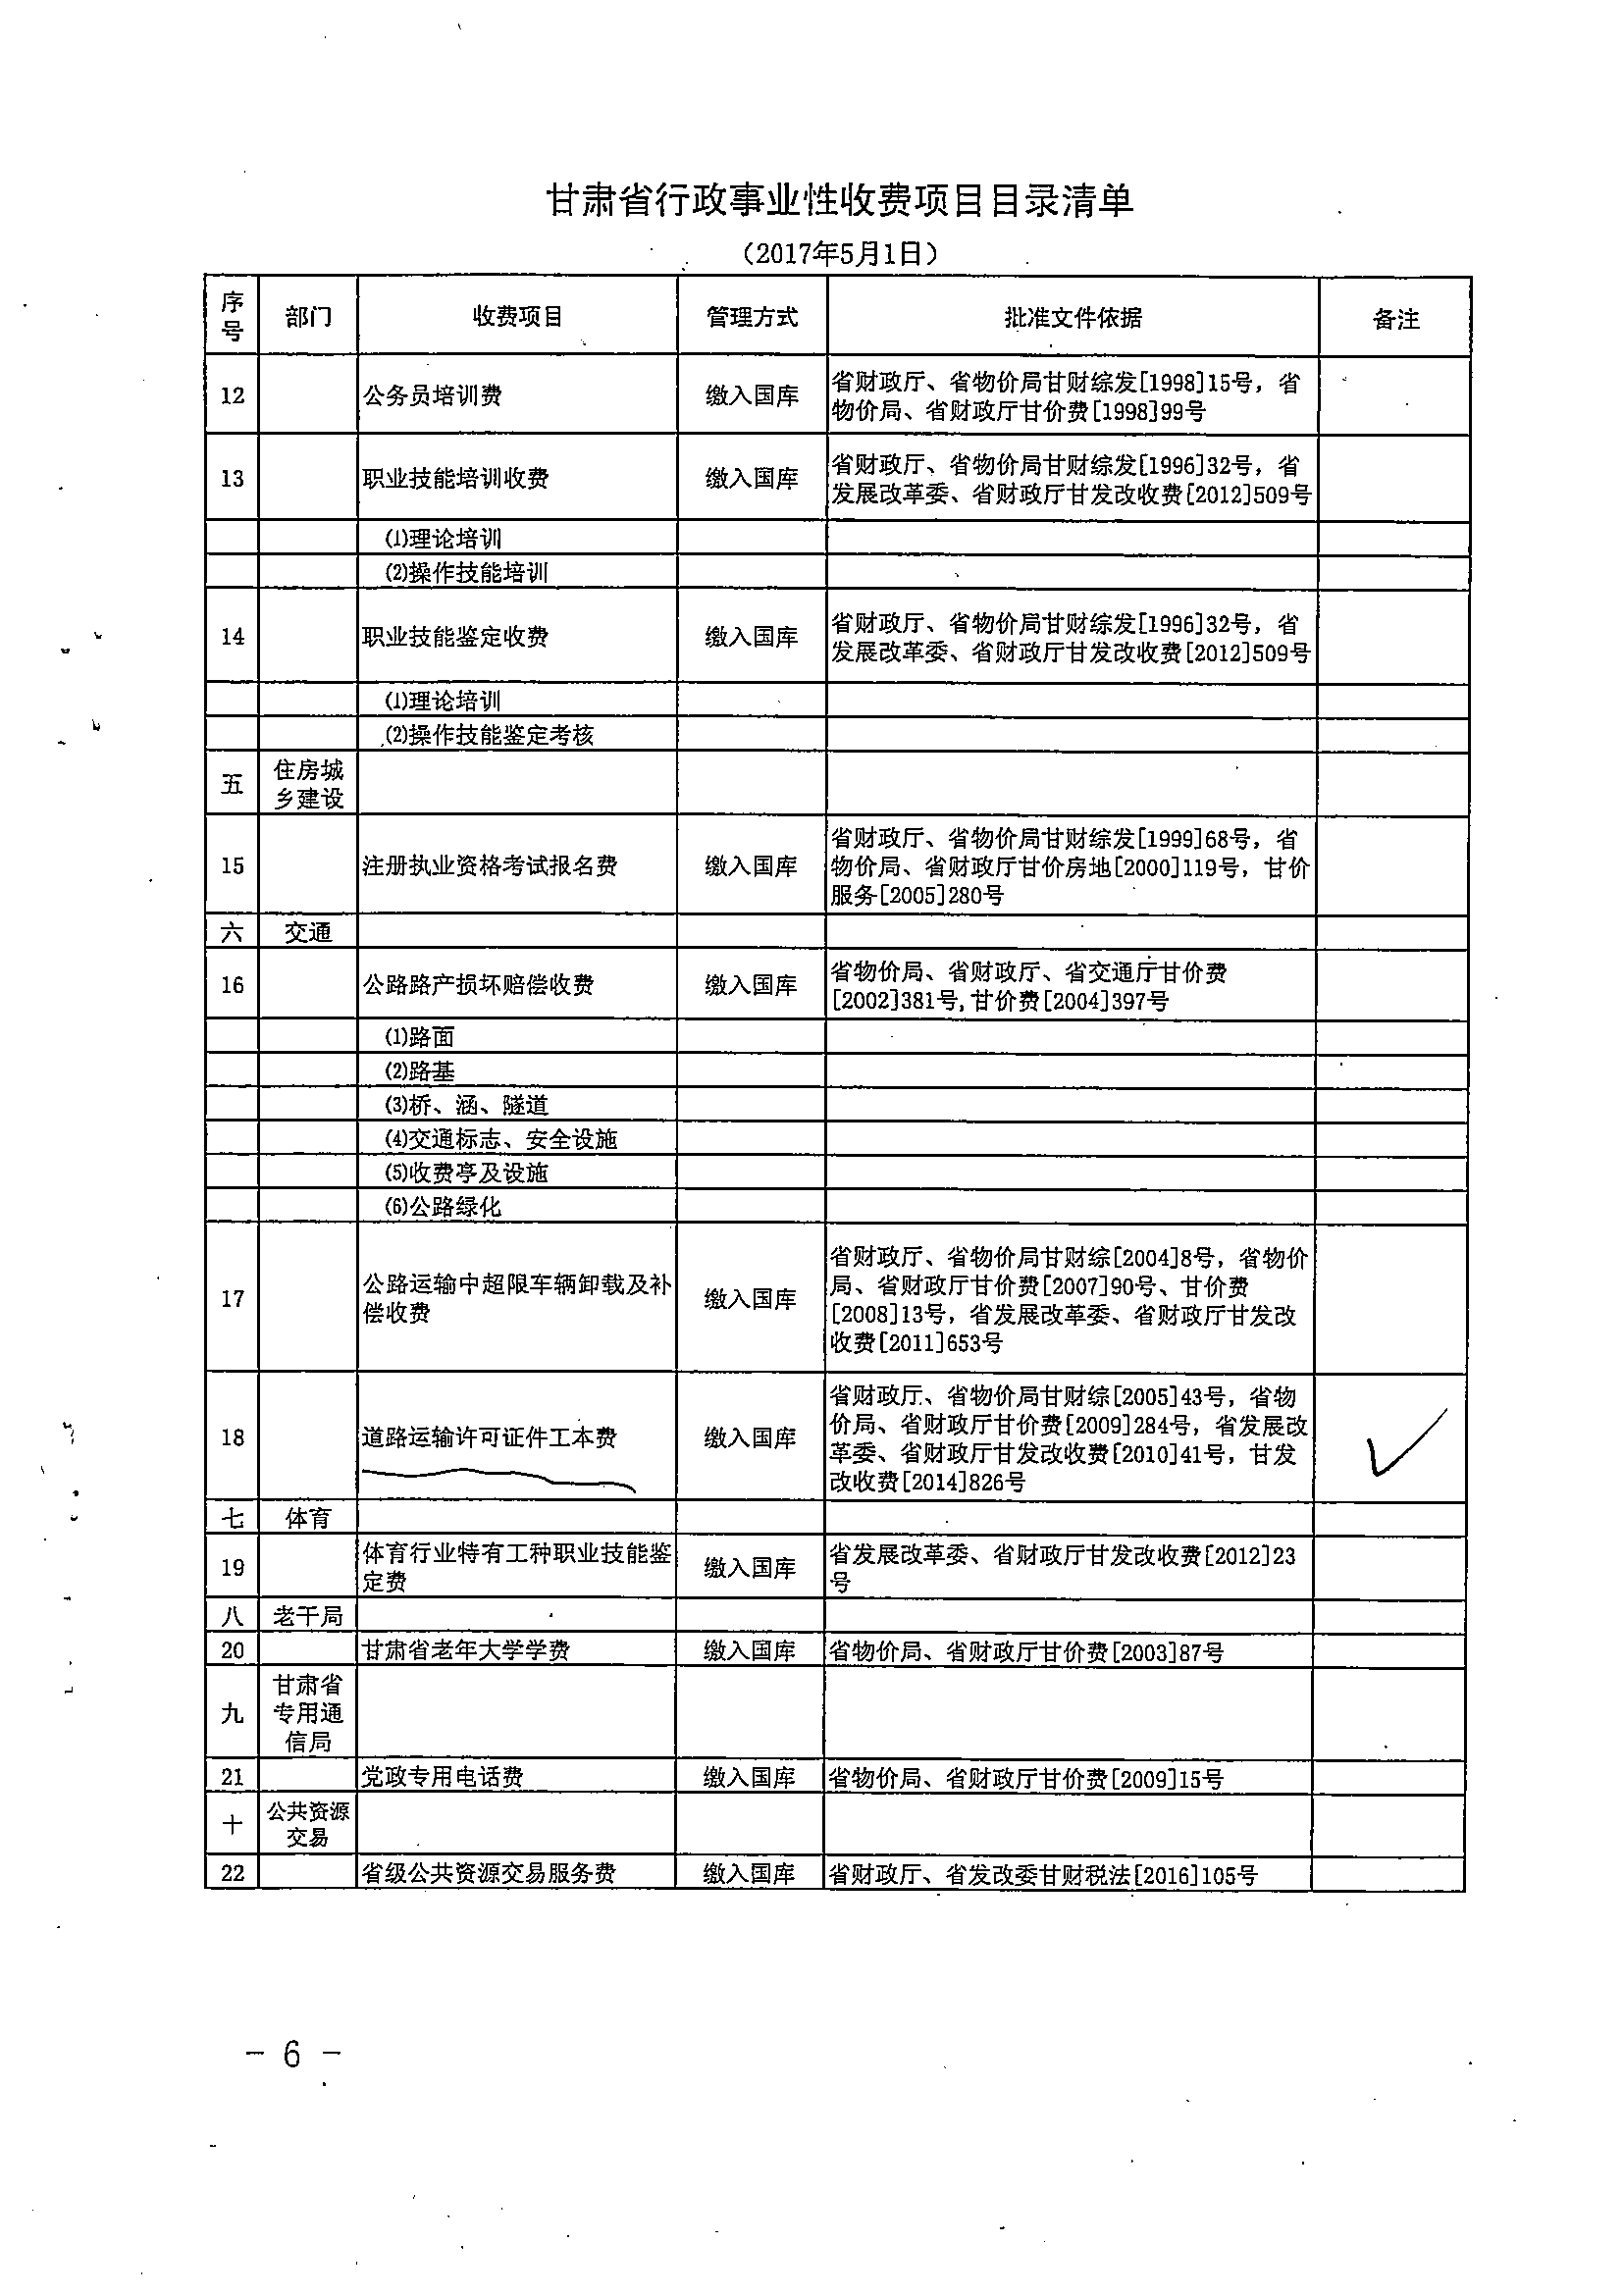 甘肃省行政事业性收费项目目录清单
（2017年5月1日）
序号 部门 收费项目 管理方式 批准文件依据 备注
12 公务员培训费 缴入国库 省财政厅、省物价局甘财综发[1998]15号，省
物价局、省财政厅甘价费[1998]99号
13 职业技能培训收费 缴入国库 省财政厅、省物价局甘财综发[1996]32号，省
发展改革委、省财政厅甘发改收费[2012]509号
(1)理论培训
(2)操作技能培训
14 职业技能鉴定收费 缴入国库 省财政厅、省物价局甘财综发[1996]32号，省
发展改革委、省财政厅甘发改收费[2012]509号
(1)理论培训
(2)操作技能鉴定考核
五 住房城
乡建设
15 注册执业资格考试报名费 缴入国库 省财政厅、省物价局甘财综发[1999]68号，省
物价局、省财政厅甘价房地[2000]119号，甘价
服务[2005]280号
六 交通
16 公路路产损坏赔偿收费 缴入国库 省物价局、省财政厅、省交通厅甘价费
[2002]381号,甘价费[2004]397号
(1)路面
(2)路基
(3)桥、涵、隧道
(4)交通标志、安全设施
(5)收费亭及设施
(6)公路绿化
17 公路运输中超限车辆卸载及补
偿收费 缴入国库 省财政厅、省物价局甘财综[2004]8号，省物价
局、省财政厅甘价费[2007]90号、甘价费
[2008]13号，省发展改革委、省财政厅甘发改
收费[2011]653号
18 道路运输许可证件工本费 缴入国库 省财政厅、省物价局甘财综[2005]43号，省物
价局、省财政厅甘价费[2009]284号，省发展改
革委、省财政厅甘发改收费[2010]41号，甘发
改收费[2014]826号
七 体育
19 体育行业特有工种职业技能鉴
定费 缴入国库 省发展改革委、省财政厅甘发改收费[2012]23
号
八 老干局
20 甘肃省老年大学学费 缴入国库 省物价局、省财政厅甘价费[2003]87号
九 甘肃省
专用通
信局
21 党政专用电话费 缴入国库 省物价局、省财政厅甘价费[2009]15号
十 公共资源
交易
22 省级公共资源交易服务费 缴入国库 省财政厅、省发改委甘财税法[2016]105号
- 6 -